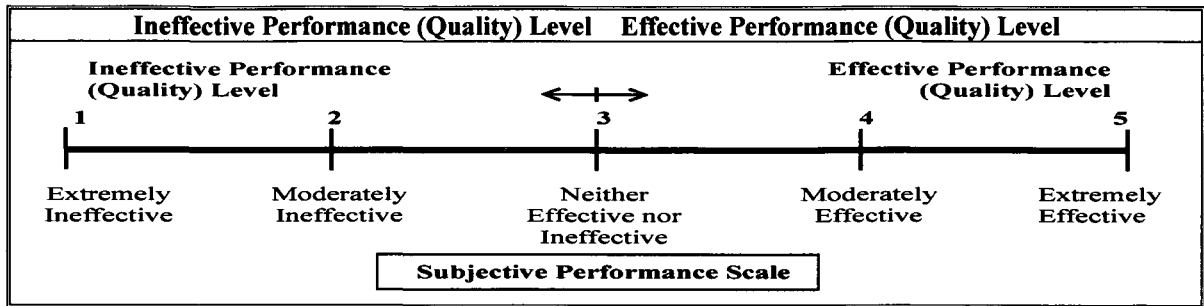 Ineffective Performance (Quality) Level Effective Performance (Quality) Level
Ineffective Performance
(Quality) Level
Effective Performance
(Quality) Level
1 2 3 4 5
Extremely
Ineffective
Moderately
Ineffective
Neither
Effective nor
Ineffective
Moderately
Effective
Extremely
Effective
Subjective Performance Scale